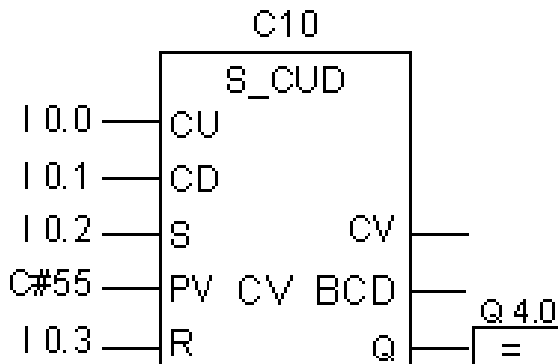 C10
S_CUD
I 0.0 CU
I 0.1 CD
I 0.2 S CV
C#55 PV CV BCD
Q 4.0
I 0.3 R Q =